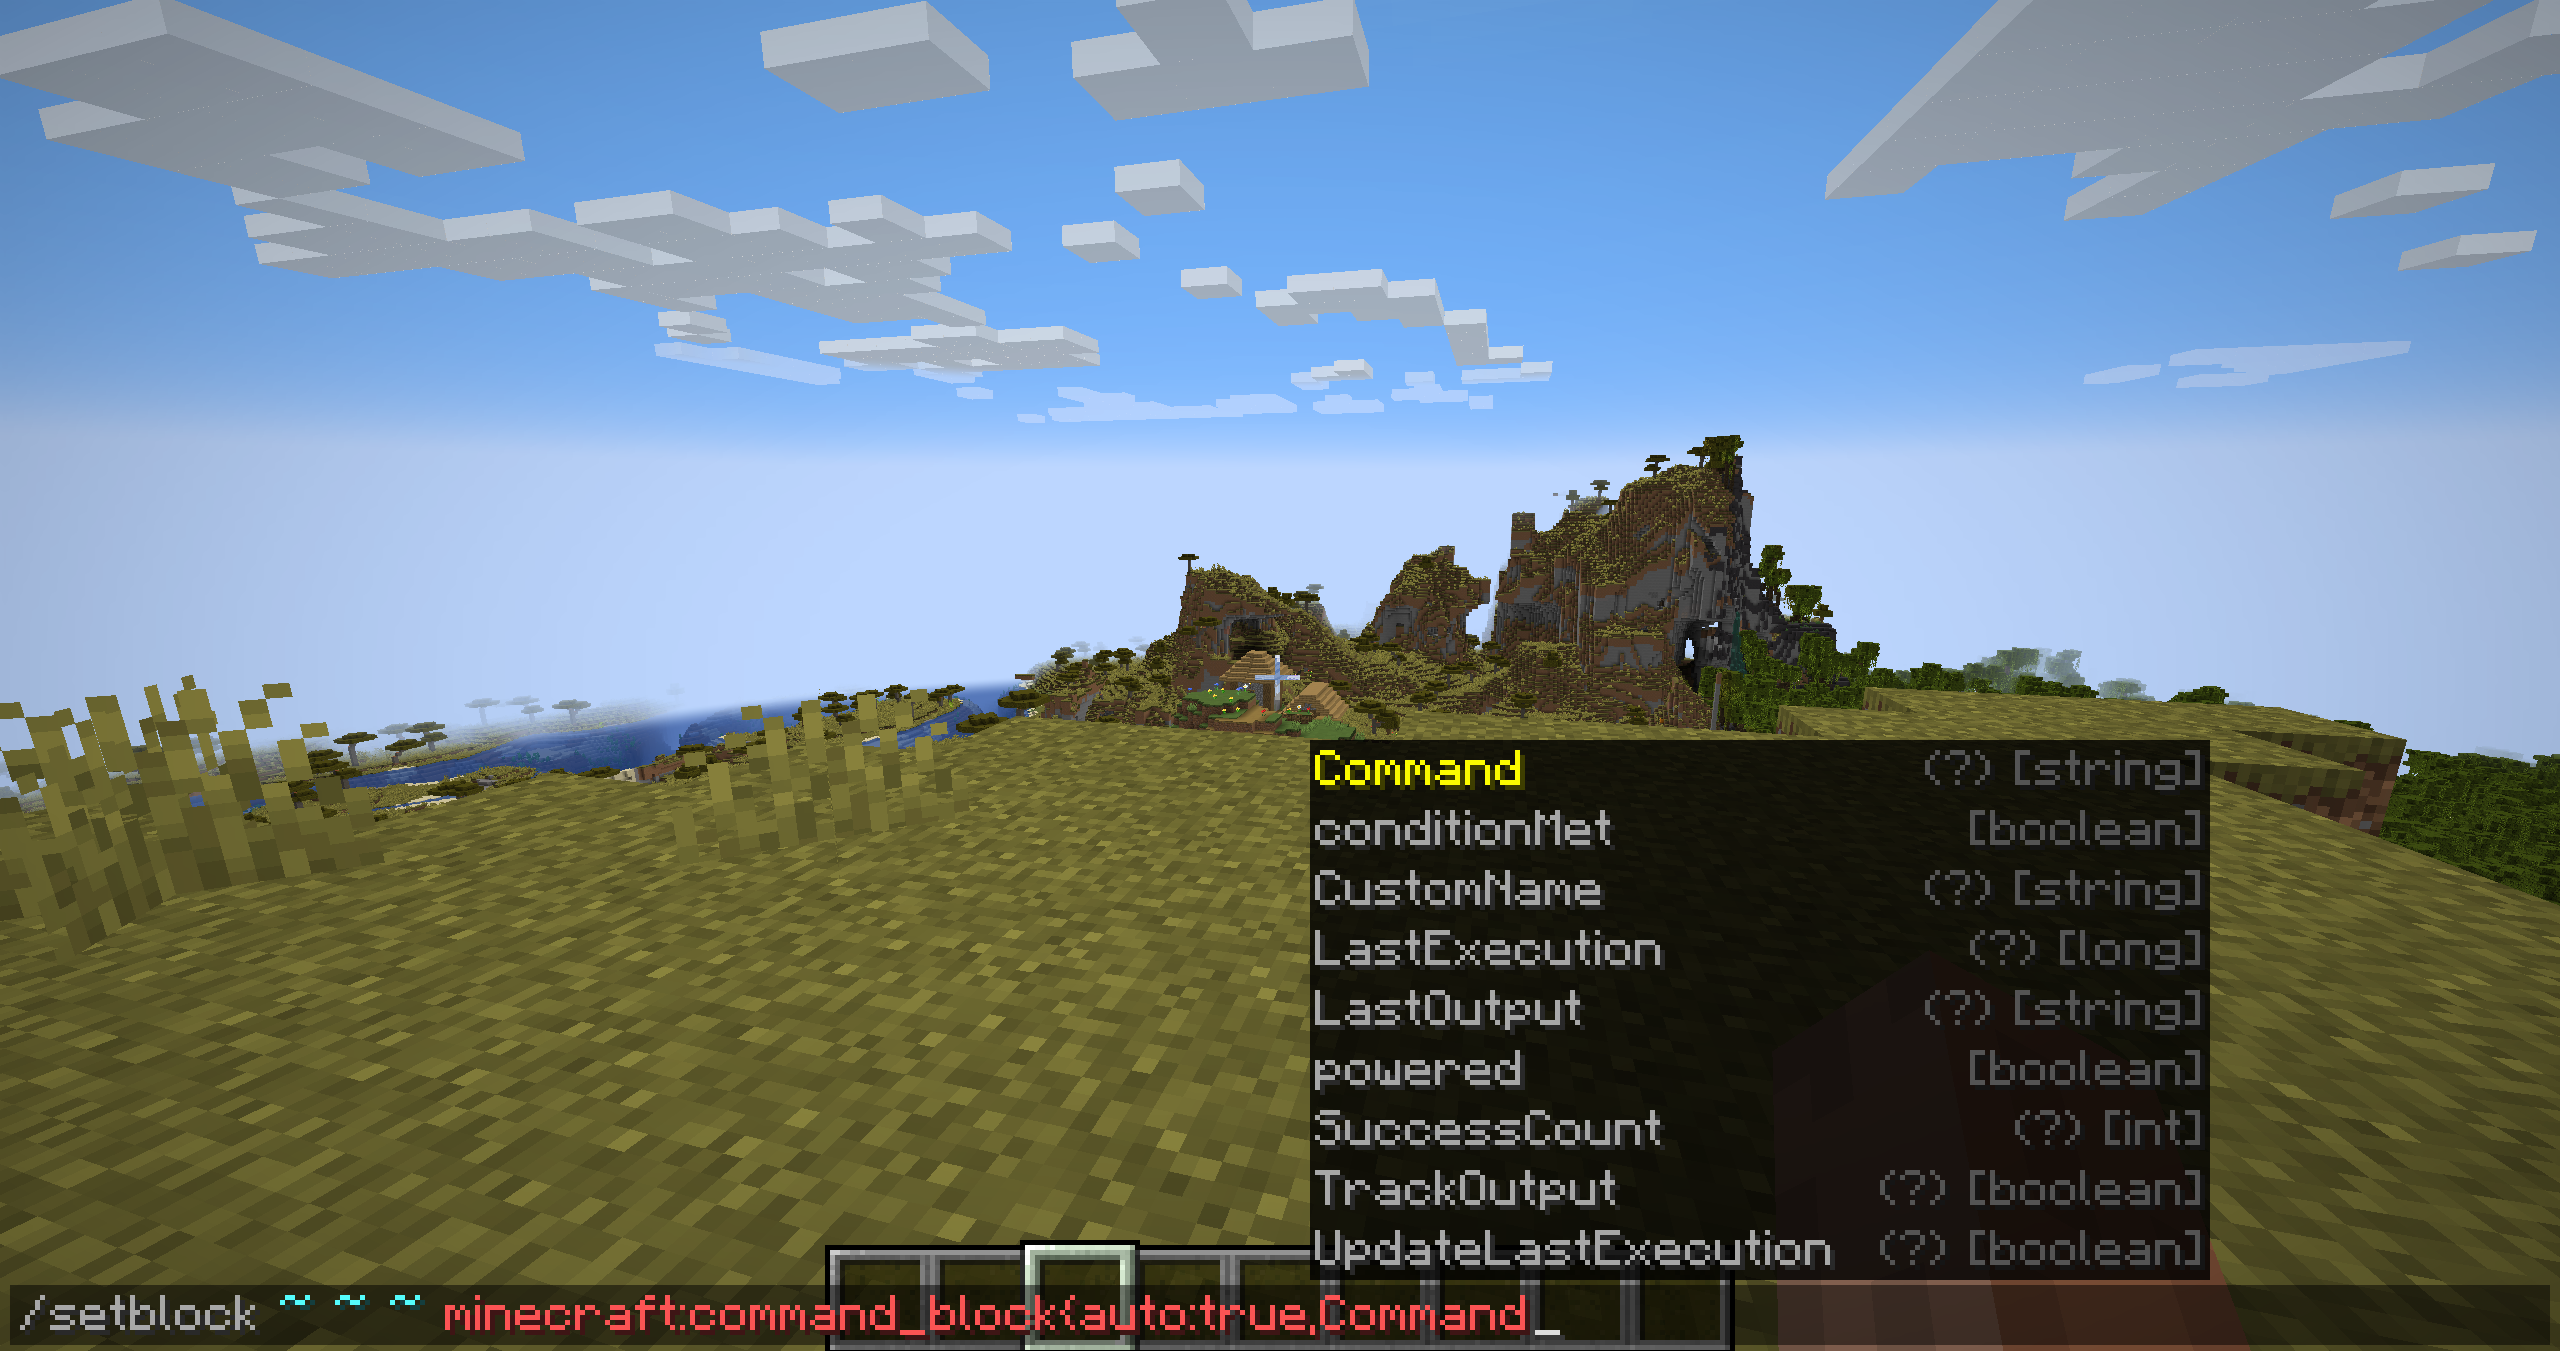 Command (?) [string]
conditionMet [boolean]
CustomName (?) [string]
LastExecution (?) [long]
LastOutput (?) [string]
powered [boolean]
SuccessCount (?) [int]
TrackOutput (?) [boolean]
UpdateLastExecution (?) [boolean]
/setblock ~ ~ ~ minecraft:command_block{auto:true,Command_